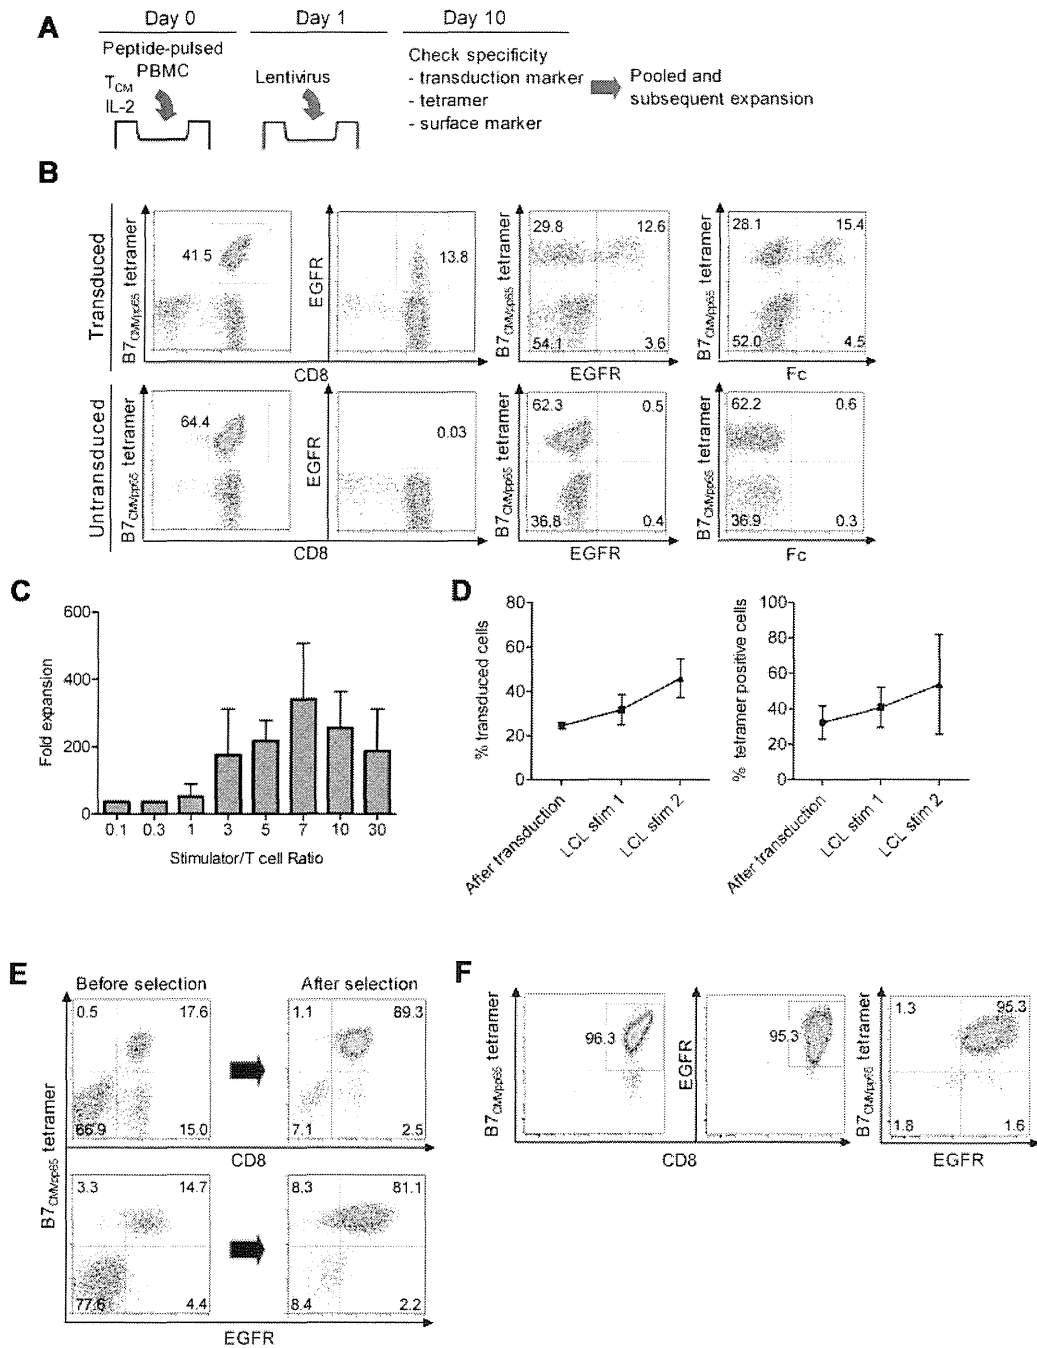 A
Day 0
Day 1
Day 10
Peptide-pulsed
PBMC
TCM
IL-2
Lentivirus
Check specificity
- transduction marker
- tetramer
- surface marker
Pooled and
subsequent expansion
B
Transduced
B7CMVpp65 tetramer
41.5
EGFR
13.8
CD8
B7CMVpp65 tetramer
29.8
12.6
54.1
3.6
EGFR
B7CMVpp65 tetramer
28.1
15.4
52.0
4.5
Fc
Untransduced
B7CMVpp65 tetramer
64.4
EGFR
0.03
CD8
B7CMVpp65 tetramer
62.3
0.5
36.8
0.4
EGFR
B7CMVpp65 tetramer
62.2
0.6
36.9
0.3
Fc
C
Fold expansion
600
400
200
0
0.1 0.3 1 3 5 7 10 30
Stimulator/T cell Ratio
D
% transduced cells
80
60
40
20
0
After transduction
LCL stim 1
LCL stim 2
% tetramer positive cells
100
80
60
40
20
0
After transduction
LCL stim 1
LCL stim 2
E
Before selection
After selection
B7CMVpp65 tetramer
0.5
17.6
66.9
15.0
1.1
89.3
7.1
2.5
CD8
3.3
14.7
77.6
4.4
8.3
81.1
8.4
2.2
EGFR
F
B7CMVpp65 tetramer
96.3
EGFR
95.3
CD8
B7CMVpp65 tetramer
1.3
95.3
1.8
1.6
EGFR